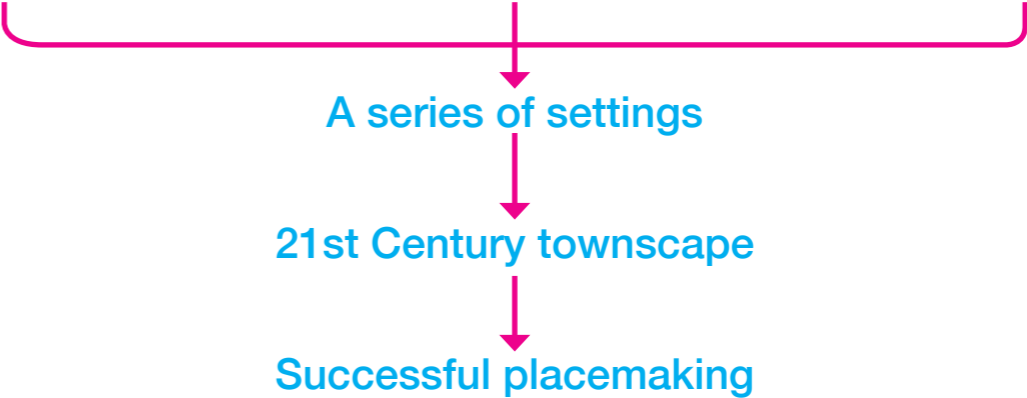 A series of settings
21st Century townscape
Successful placemaking